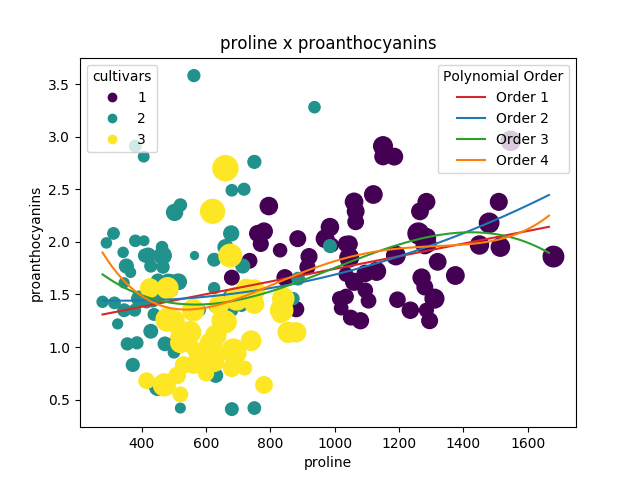 proline x proanthocyanins
cultivars
1
2
3
Polynomial Order
Order 1
Order 2
Order 3
Order 4
proanthocyanins
3.5
3.0
2.5
2.0
1.5
1.0
0.5
400 600 800 1000 1200 1400 1600
proline